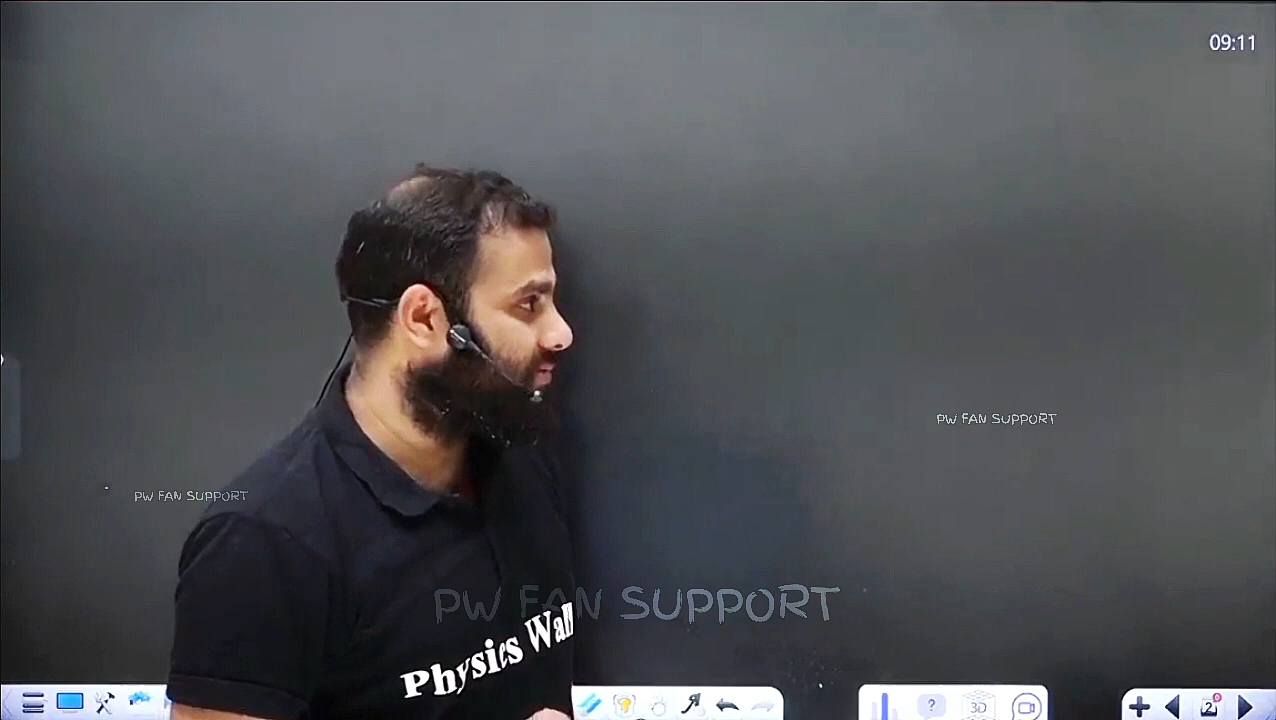 09:11
PW FAN SUPPORT
PW FAN SUPPORT
PW FAN SUPPORT
Physics Wall
3D
2